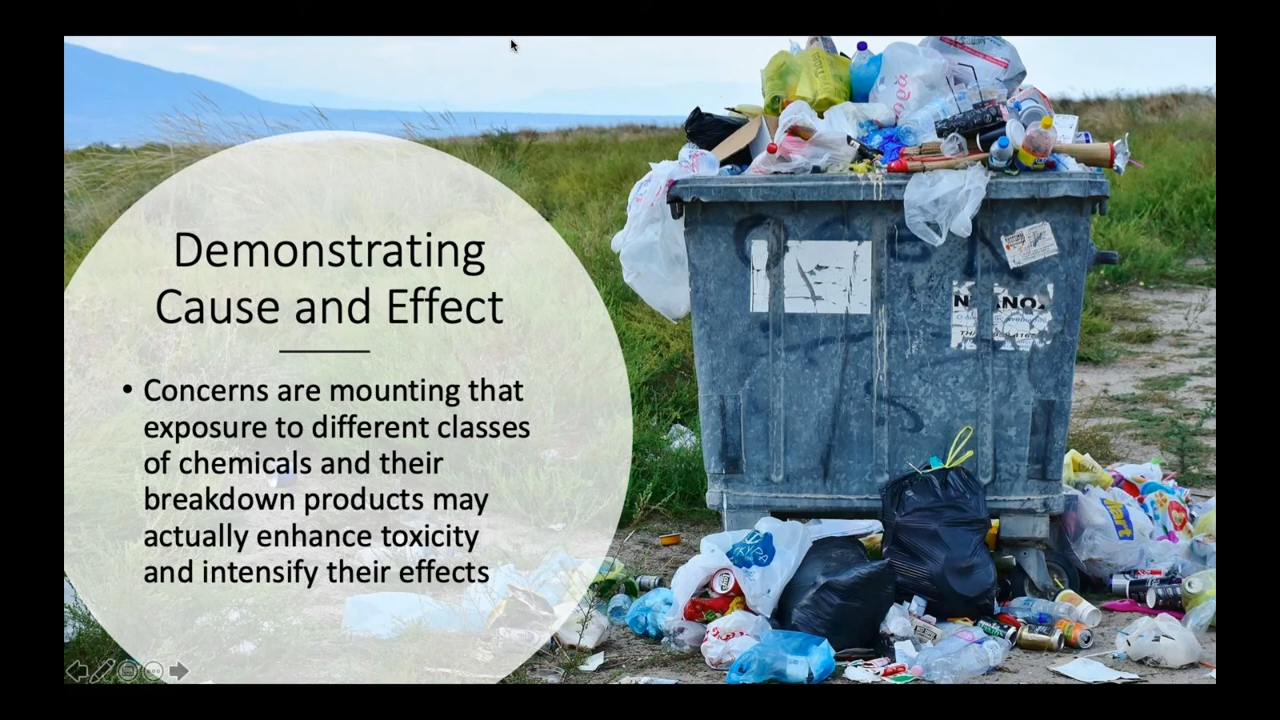 Demonstrating
Cause and Effect
• Concerns are mounting that
exposure to different classes
of chemicals and their
breakdown products may
actually enhance toxicity
and intensify their effects